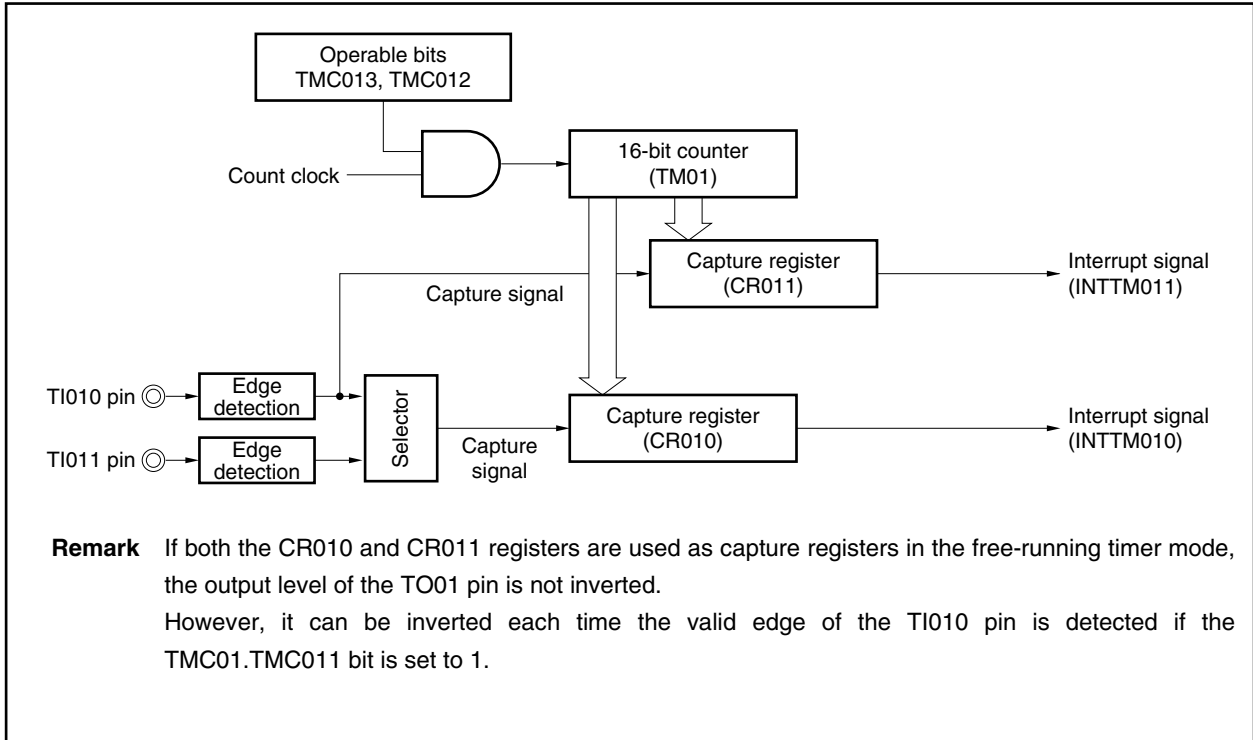 Operable bits
TMC013, TMC012
Count clock
16-bit counter
(TM01)
Capture register
(CR011)
Interrupt signal
(INTTM011)
Capture signal
TI010 pin
Edge
detection
Selector
Capture
signal
Capture register
(CR010)
Interrupt signal
(INTTM010)
TI011 pin
Edge
detection
Remark If both the CR010 and CR011 registers are used as capture registers in the free-running timer mode,
the output level of the TO01 pin is not inverted.
However, it can be inverted each time the valid edge of the TI010 pin is detected if the
TMC01.TMC011 bit is set to 1.